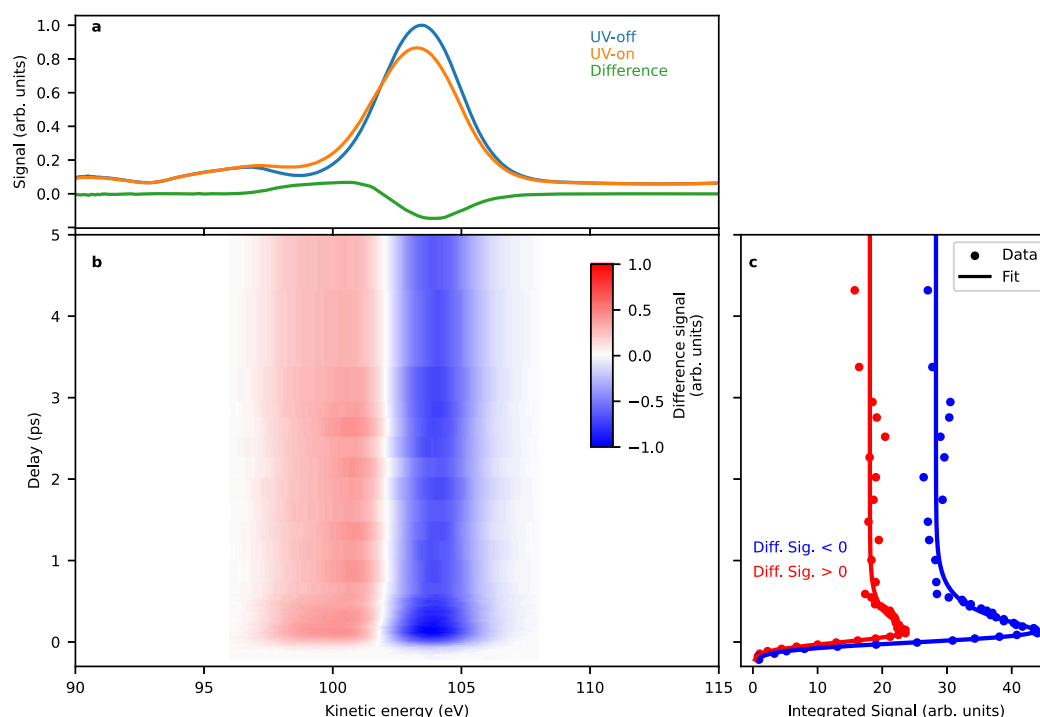 a
UV-off
UV-on
Difference
1.0
0.8
0.6
0.4
0.2
0.0
Signal (arb. units)
b
5
4
3
2
1
0
Delay (ps)
1.0
0.5
0.0
−0.5
−1.0
Difference signal
(arb. units)
90
95
100
105
110
115
Kinetic energy (eV)
c
Data
Fit
Diff. Sig. < 0
Diff. Sig. > 0
0
10
20
30
40
Integrated Signal (arb. units)